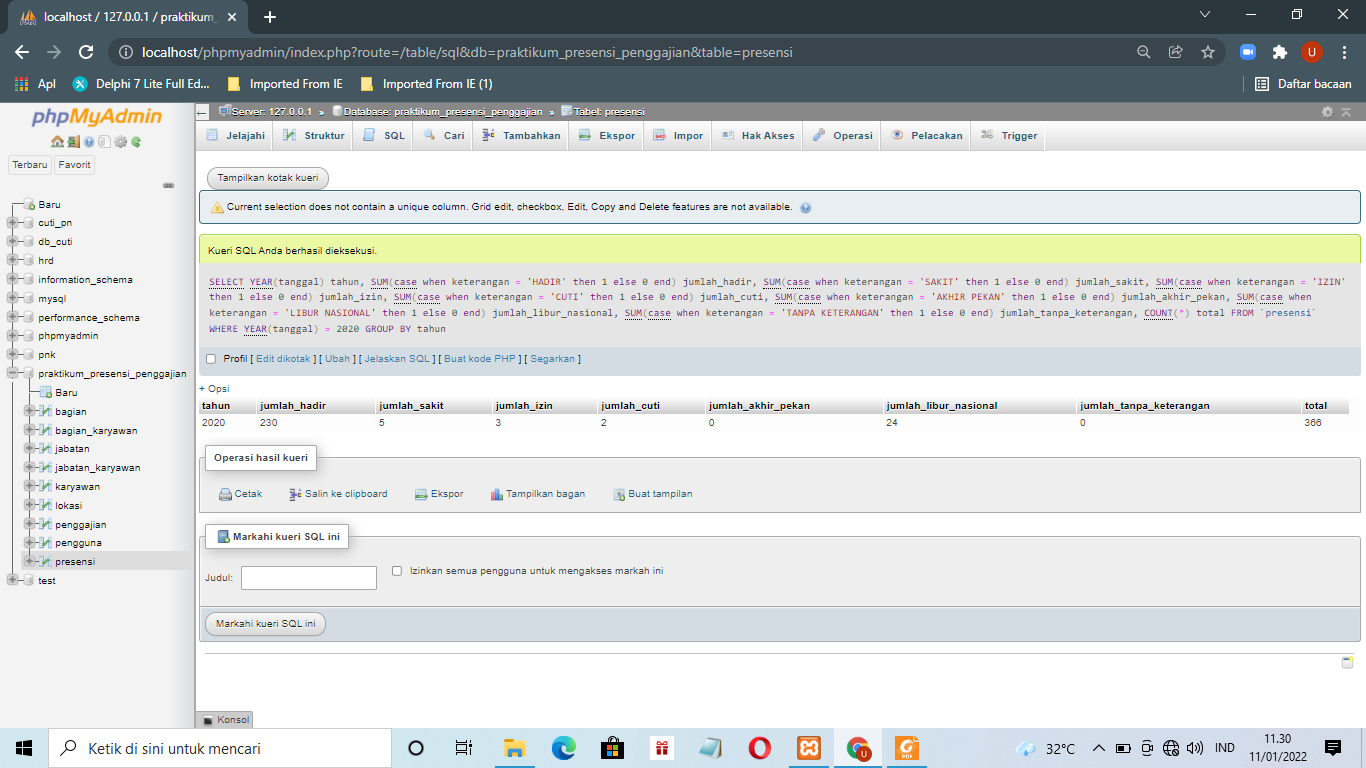 localhost / 127.0.0.1 / praktikum_
localhost/phpmyadmin/index.php?route=/table/sql&db=praktikum_presensi_penggajian&table=presensi
Apl Delphi 7 Lite Full Ed... Imported From IE Imported From IE (1) Daftar bacaan
phpMyAdmin
Terbaru Favorit
Baru
cuti_pn
db_cuti
hrd
information_schema
mysql
performance_schema
phpmyadmin
pnk
praktikum_presensi_penggajian
Baru
bagian
bagian_karyawan
jabatan
jabatan_karyawan
karyawan
lokasi
penggajian
pengguna
presensi
test
Server: 127.0.0.1 » Database: praktikum_presensi_penggajian » Tabel: presensi
Jelajahi Struktur SQL Cari Tambahkan Ekspor Impor Hak Akses Operasi Pelacakan Trigger
Tampilkan kotak kueri
Current selection does not contain a unique column. Grid edit, checkbox, Edit, Copy and Delete features are not available.
Kueri SQL Anda berhasil dieksekusi.
SELECT YEAR(tanggal) tahun, SUM(case when keterangan = 'HADIR' then 1 else 0 end) jumlah_hadir, SUM(case when keterangan = 'SAKIT' then 1 else 0 end) jumlah_sakit, SUM(case when keterangan = 'IZIN'
then 1 else 0 end) jumlah_izin, SUM(case when keterangan = 'CUTI' then 1 else 0 end) jumlah_cuti, SUM(case when keterangan = 'AKHIR PEKAN' then 1 else 0 end) jumlah_akhir_pekan, SUM(case when
keterangan = 'LIBUR NASIONAL' then 1 else 0 end) jumlah_libur_nasional, SUM(case when keterangan = 'TANPA KETERANGAN' then 1 else 0 end) jumlah_tanpa_keterangan, COUNT(*) total FROM `presensi`
WHERE YEAR(tanggal) = 2020 GROUP BY tahun
Profil [ Edit dikotak ] [ Ubah ] [ Jelaskan SQL ] [ Buat kode PHP ] [ Segarkan ]
+ Opsi
tahun jumlah_hadir jumlah_sakit jumlah_izin jumlah_cuti jumlah_akhir_pekan jumlah_libur_nasional jumlah_tanpa_keterangan total
2020 230 5 3 2 0 24 0 366
Operasi hasil kueri
Cetak Salin ke clipboard Ekspor Tampilkan bagan Buat tampilan
Markahi kueri SQL ini
Judul: Izinkan semua pengguna untuk mengakses markah ini
Markahi kueri SQL ini
Konsol
Ketik di sini untuk mencari
32°C IND 11.30
11/01/2022